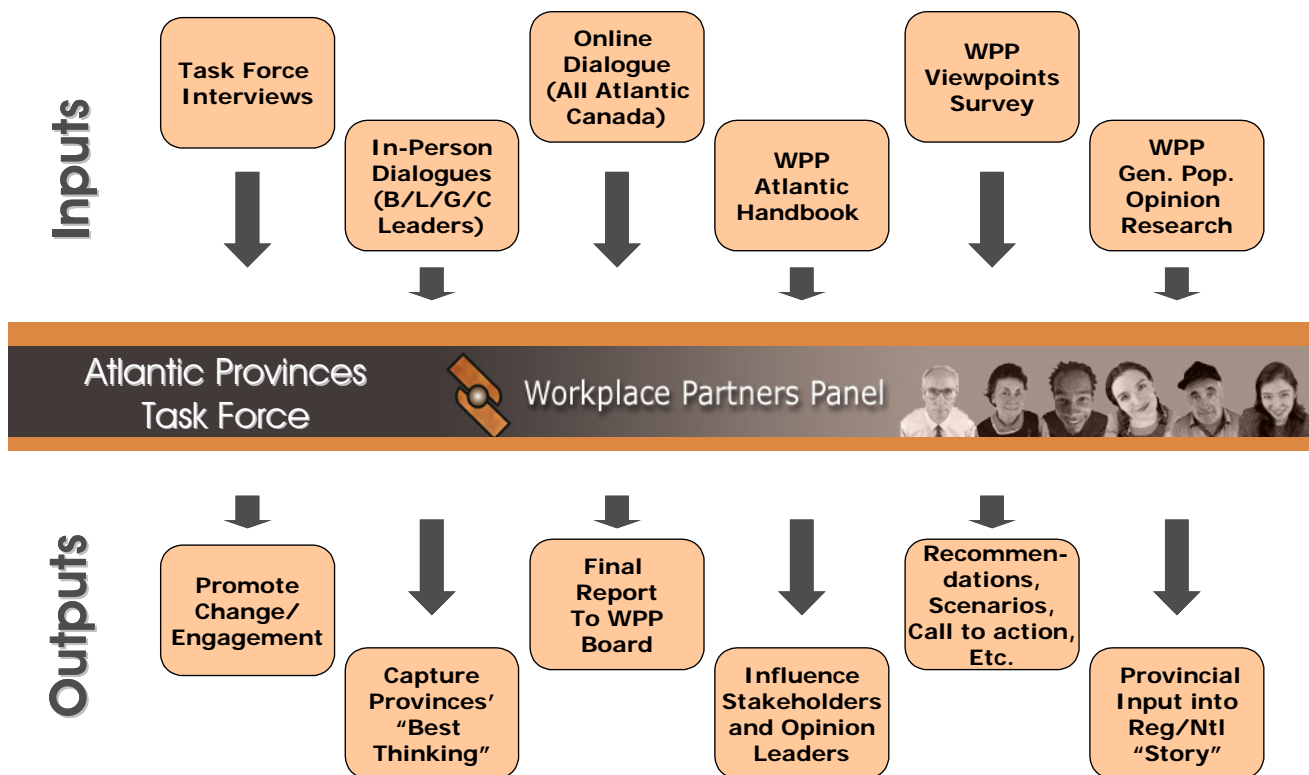 Inputs
Task Force
Interviews
In-Person
Dialogues
(B/L/G/C
Leaders)
Online
Dialogue
(All Atlantic
Canada)
WPP
Atlantic
Handbook
WPP
Viewpoints
Survey
WPP
Gen. Pop.
Opinion
Research
Atlantic Provinces
Task Force
Workplace Partners Panel
Outputs
Promote
Change/
Engagement
Capture
Provinces’
“Best
Thinking”
Final
Report
To WPP
Board
Influence
Stakeholders
and Opinion
Leaders
Recommen-
dations,
Scenarios,
Call to action,
Etc.
Provincial
Input into
Reg/Ntl
“Story”